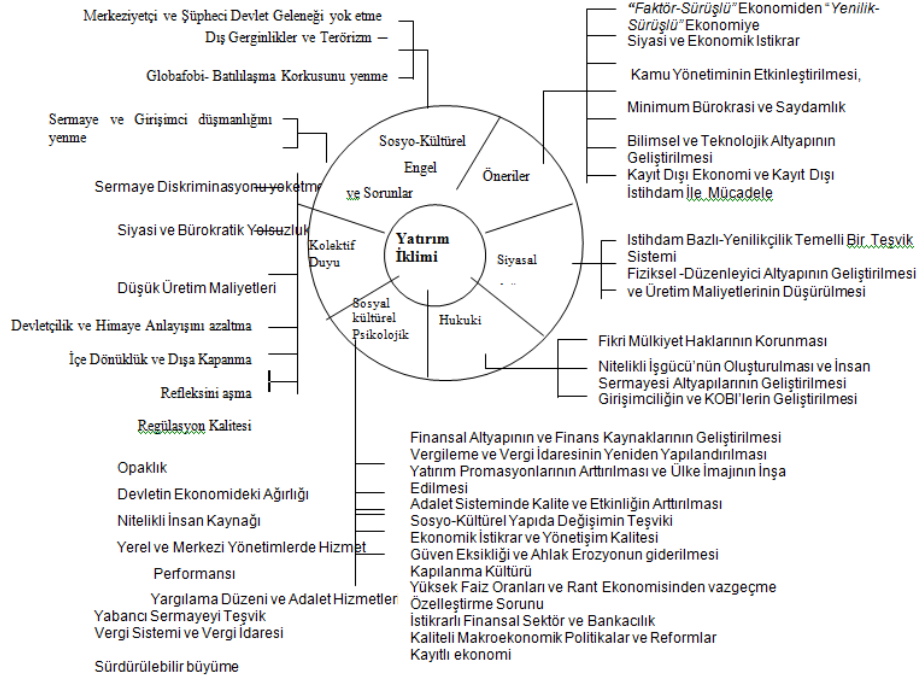 Merkeziyetçi ve Şüpheci Devlet Geleneği yok etme
Dış Gerginlikler ve Terörizm
Globafobi- Batılılaşma Korkusunu yenme
Sermaye ve Girişimci düşmanlığını
yenme
Sermaye Diskriminasyonu yoketme
Siyasi ve Bürokratik Yolsuzluk
Düşük Üretim Maliyetleri
Devletçilik ve Himaye Anlayışını azaltma
İçe Dönüklük ve Dışa Kapanma
Refleksini aşma
Regülasyon Kalitesi
Opaklık
Devletin Ekonomideki Ağırlığı
Nitelikli İnsan Kaynağı
Yerel ve Merkezi Yönetimlerde Hizmet
Performansı
Yargılama Düzeni ve Adalet Hizmetleri
Yabancı Sermayeyi Teşvik
Vergi Sistemi ve Vergi İdaresi
Sürdürülebilir büyüme
Sosyo-Kültürel
Engel
ve Sorunlar
Öneriler
Kolektif
Duyu
Yatırım
İklimi
Siyasal
Sosyal
kültürel
Psikolojik
Hukuki
“Faktör-Sürüşlü” Ekonomiden “Yenilik-
Sürüşlü” Ekonomiye
Siyasi ve Ekonomik Istikrar
Kamu Yönetiminin Etkinleştirilmesi,
Minimum Bürokrasi ve Saydamlık
Bilimsel ve Teknolojik Altyapının
Geliştirilmesi
Kayıt Dışı Ekonomi ve Kayıt Dışı
İstihdam İle Mücadele
Istihdam Bazlı-Yenilikçilik Temelli Bir Teşvik
Sistemi
Fiziksel -Düzenleyici Altyapının Geliştirilmesi
ve Üretim Maliyetlerinin Düşürülmesi
Fikri Mülkiyet Haklarının Korunması
Nitelikli İşgücü’nün Oluşturulması ve İnsan
Sermayesi Altyapılarının Geliştirilmesi
Girişimciliğin ve KOBI’lerin Geliştirilmesi
Finansal Altyapının ve Finans Kaynaklarının Geliştirilmesi
Vergileme ve Vergi İdaresinin Yeniden Yapılandırılması
Yatırım Promasyonlarının Arttırılması ve Ülke İmajının İnşa
Edilmesi
Adalet Sisteminde Kalite ve Etkinliğin Arttırılması
Sosyo-Kültürel Yapıda Değişimin Teşviki
Ekonomik İstikrar ve Yönetişim Kalitesi
Güven Eksikliği ve Ahlak Erozyonun giderilmesi
Kapılanma Kültürü
Yüksek Faiz Oranları ve Rant Ekonomisinden vazgeçme
Özelleştirme Sorunu
İstikrarlı Finansal Sektör ve Bankacılık
Kaliteli Makroekonomik Politikalar ve Reformlar
Kayıtlı ekonomi